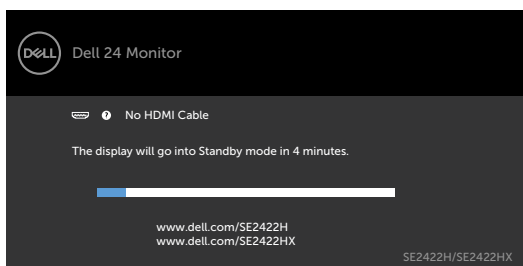 DELL
Dell 24 Monitor
? No HDMI Cable
The display will go into Standby mode in 4 minutes.
www.dell.com/SE2422H
www.dell.com/SE2422HX
SE2422H/SE2422HX